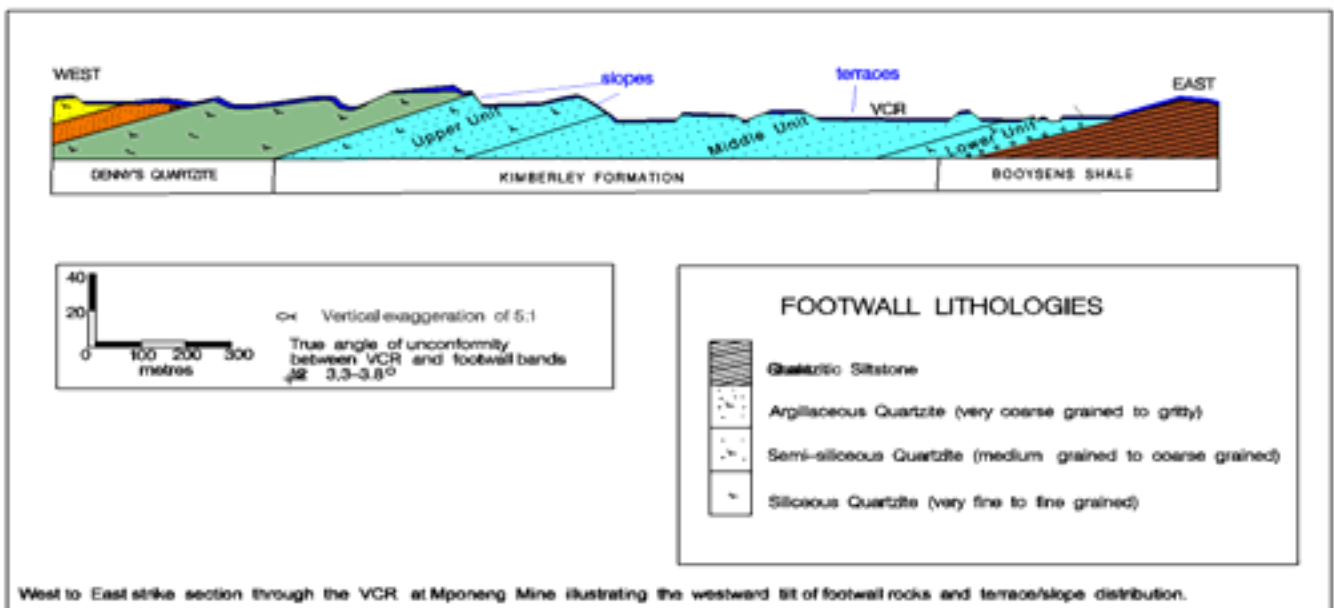 WEST
slopes
terraces
EAST
VCR
Upper Unit
Middle Unit
Lower Unit
DENNY'S QUARTZITE
KIMBERLEY FORMATION
BOOYSENS SHALE
40
20
0 100 200 300
metres
Vertical exaggeration of 5:1
True angle of unconformity
between VCR and footwall bands
3,3–3.8°
FOOTWALL LITHOLOGIES
Siltstone
Argillaceous Quartzite (very coarse grained to gritty)
Semi–siliceous Quartzite (medium grained to coarse grained)
Siliceous Quartzite (very fine to fine grained)
West to East strike section through the VCR at Mponeng Mine illustrating the westward tilt of footwall rocks and terrace/slope distribution.